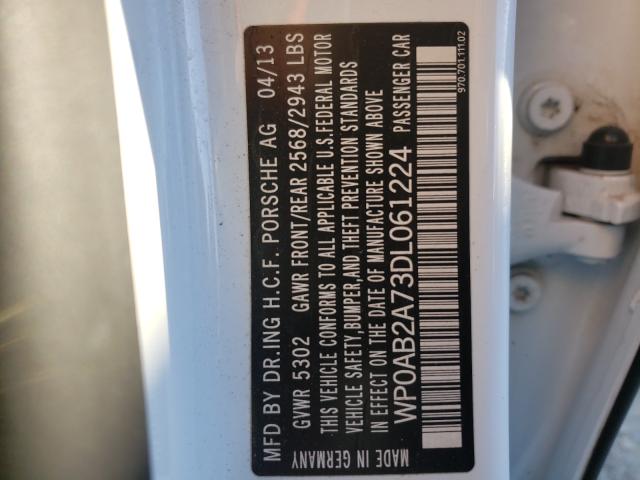 MFD BY DR.ING H.C.F. PORSCHE AG 04/13
GVWR 5302 GAWR FRONT/REAR 2568/2943 LBS
THIS VEHICLE CONFORMS TO ALL APPLICABLE U.S.FEDERAL MOTOR
VEHICLE SAFETY,BUMPER,AND THEFT PREVENTION STANDARDS
IN EFFECT ON THE DATE OF MANUFACTURE SHOWN ABOVE
WP0AB2A73DL061224 PASSENGER CAR
MADE IN GERMANY
970.701.111.02